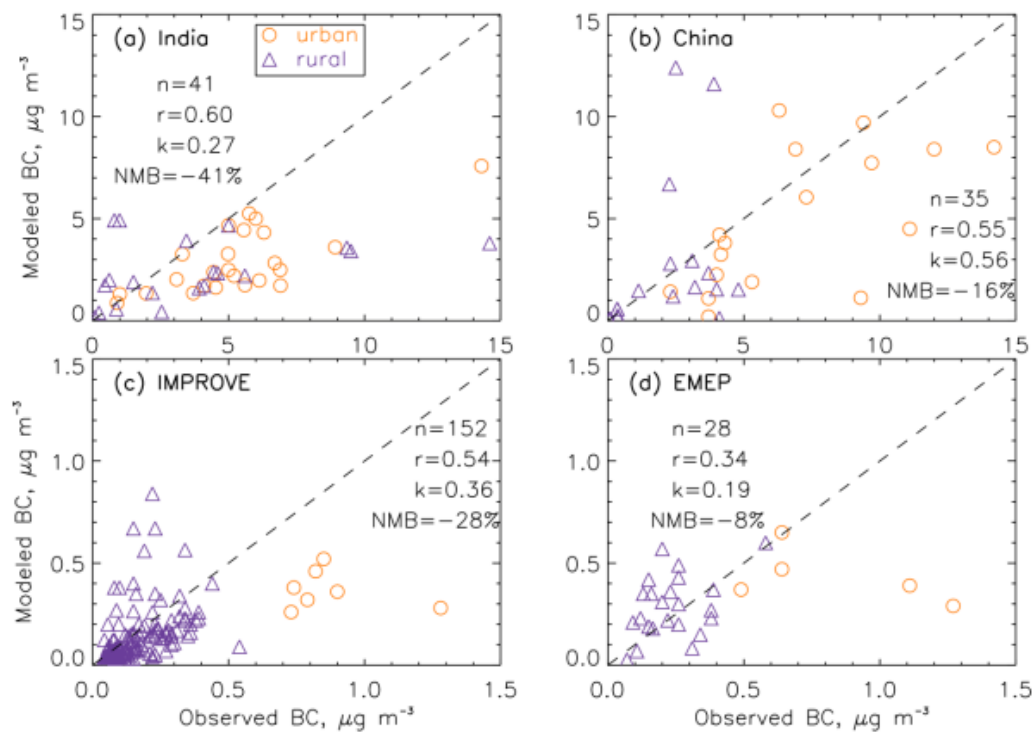 15
10
5
0
Modeled BC, μg m⁻³
(a) India
urban
rural
n=41
r=0.60
k=0.27
NMB=−41%
0 5 10 15
15
10
5
0
(b) China
n=35
r=0.55
k=0.56
NMB=−16%
0 5 10 15
1.5
1.0
0.5
0.0
Modeled BC, μg m⁻³
(c) IMPROVE
n=152
r=0.54
k=0.36
NMB=−28%
0.0 0.5 1.0 1.5
Observed BC, μg m⁻³
1.5
1.0
0.5
0.0
(d) EMEP
n=28
r=0.34
k=0.19
NMB=−8%
0.0 0.5 1.0 1.5
Observed BC, μg m⁻³